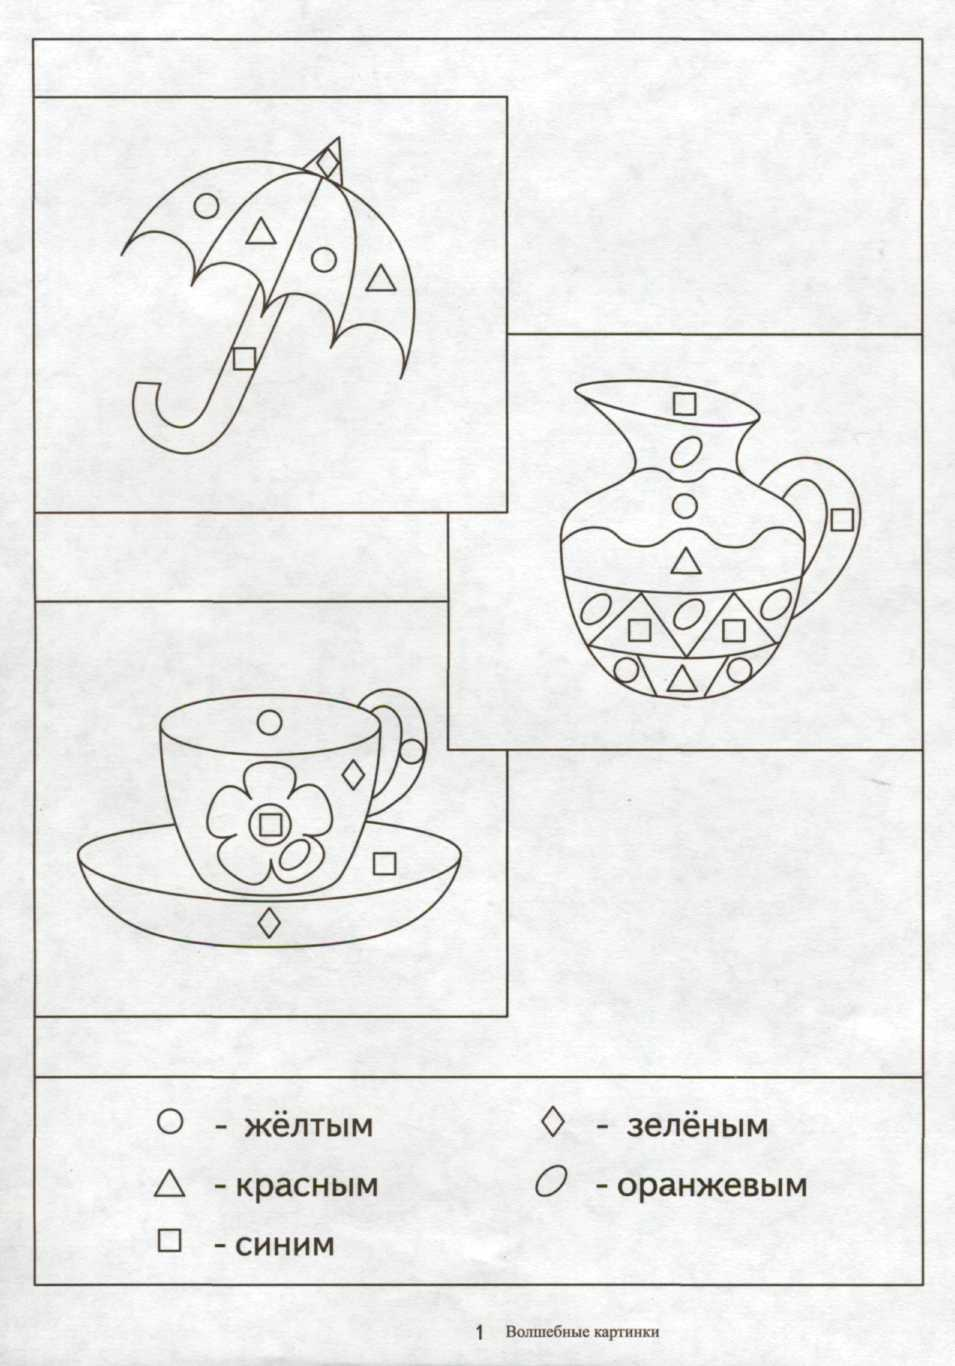 - жёлтым
- красным
- синим
- зелёным
- оранжевым
1 Волшебные картинки